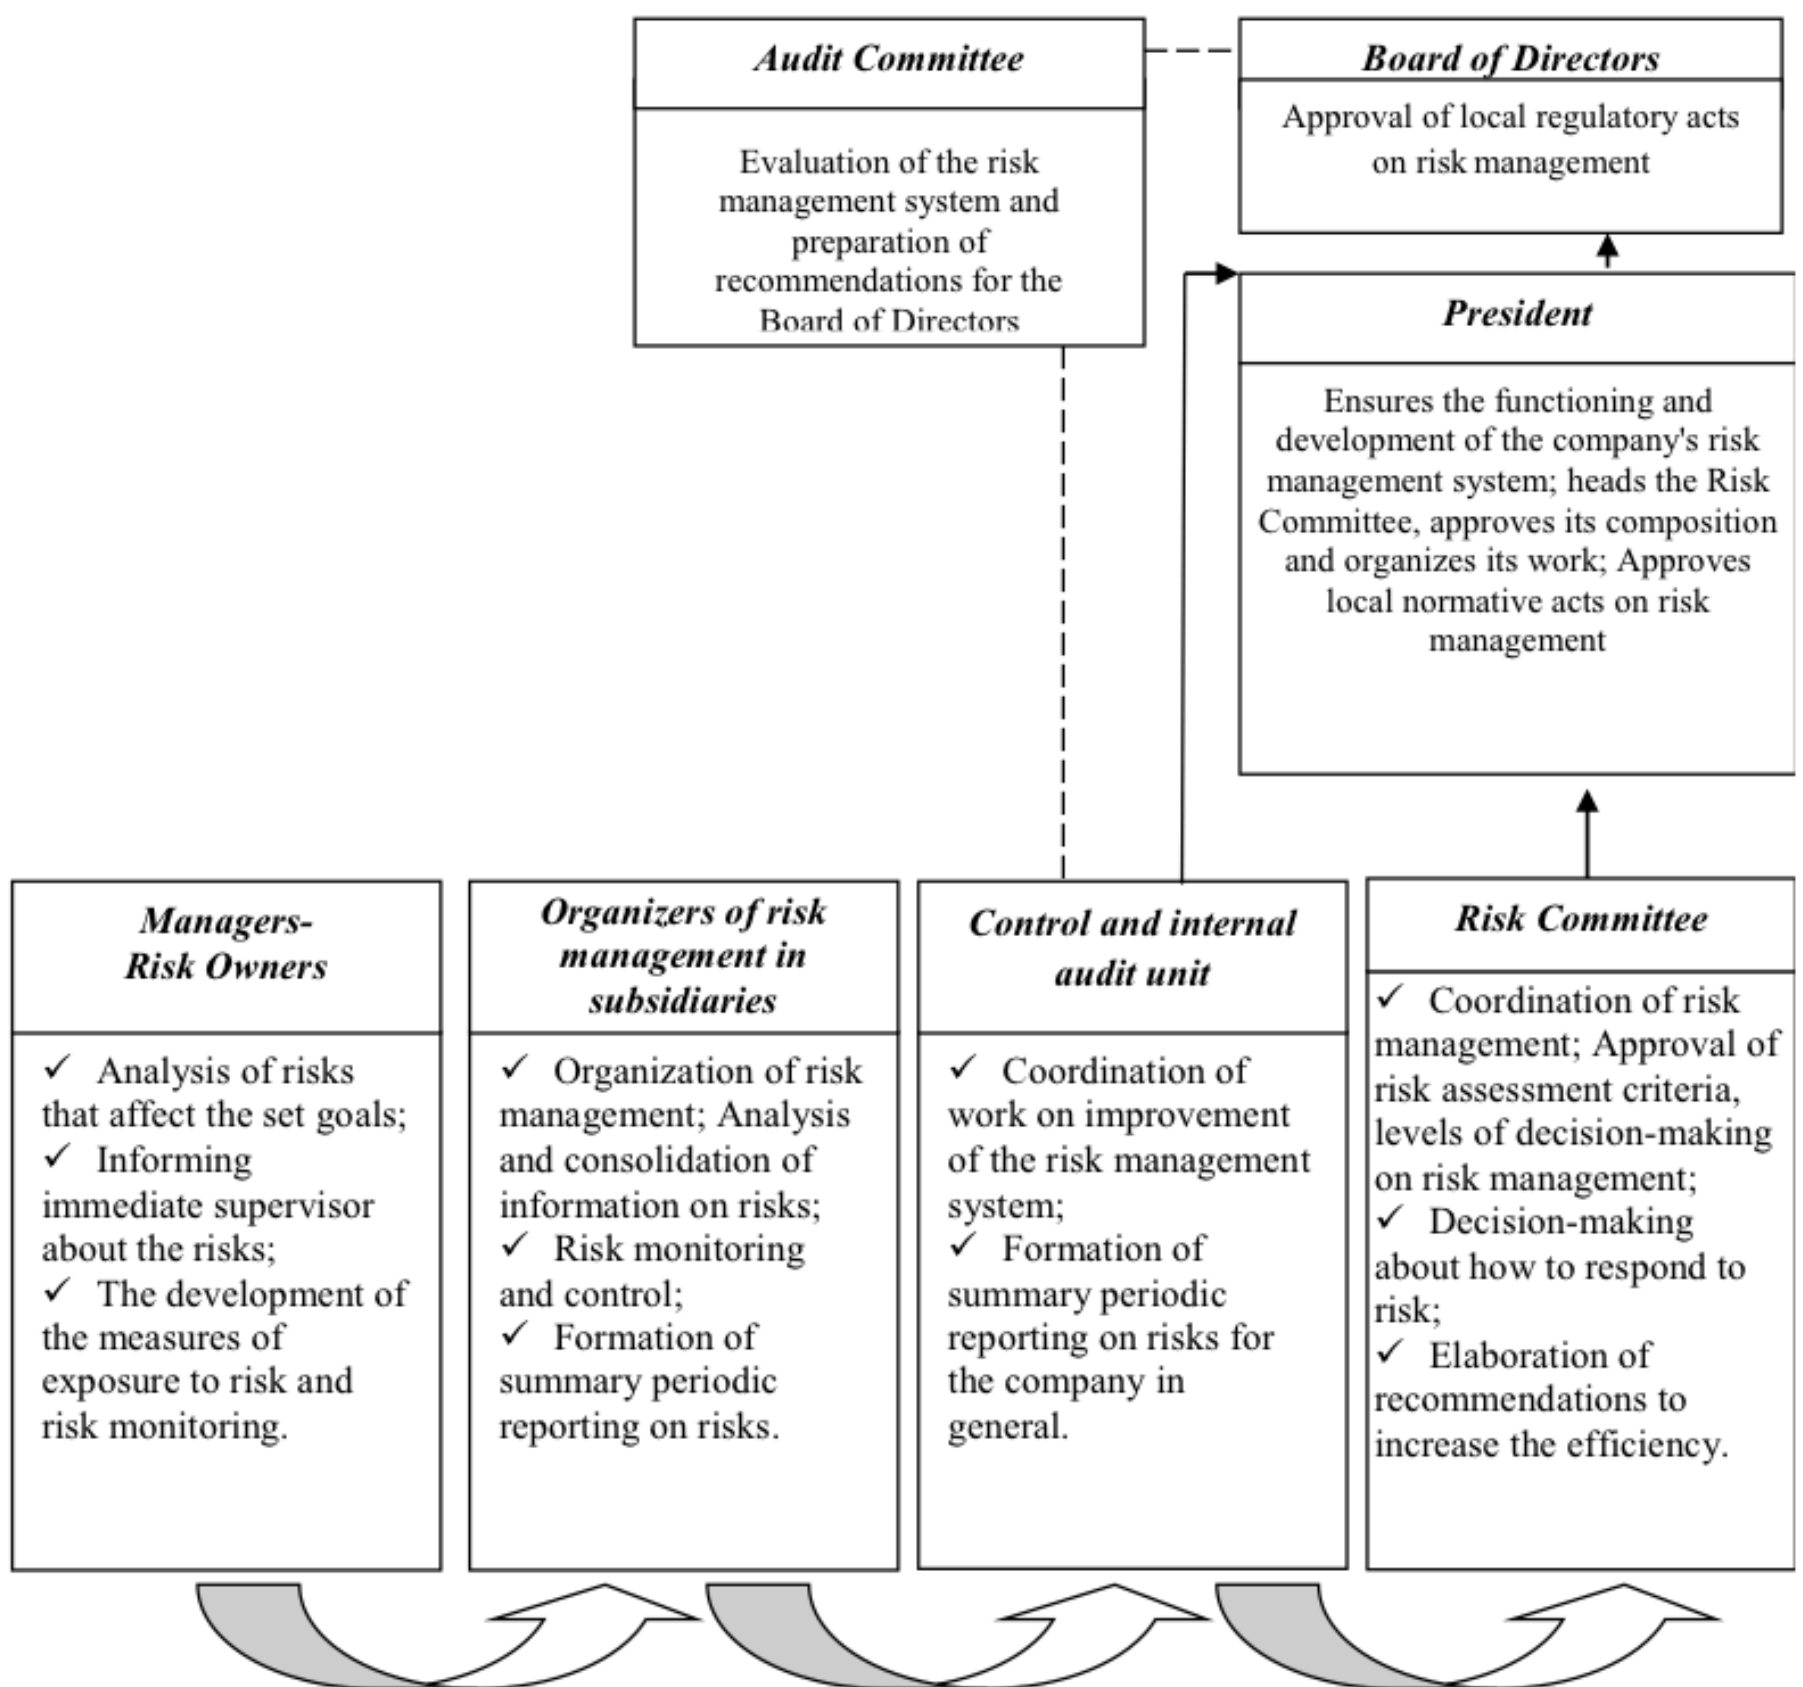 Audit Committee
Evaluation of the risk
management system and
preparation of
recommendations for the
Board of Directors
Board of Directors
Approval of local regulatory acts
on risk management
President
Ensures the functioning and
development of the company's risk
management system; heads the Risk
Committee, approves its composition
and organizes its work; Approves
local normative acts on risk
management
Managers-
Risk Owners
✓ Analysis of risks
that affect the set goals;
✓ Informing
immediate supervisor
about the risks;
✓ The development of
the measures of
exposure to risk and
risk monitoring.
Organizers of risk
management in
subsidiaries
✓ Organization of risk
management; Analysis
and consolidation of
information on risks;
✓ Risk monitoring
and control;
✓ Formation of
summary periodic
reporting on risks.
Control and internal
audit unit
✓ Coordination of
work on improvement
of the risk management
system;
✓ Formation of
summary periodic
reporting on risks for
the company in
general.
Risk Committee
✓ Coordination of risk
management; Approval of
risk assessment criteria,
levels of decision-making
on risk management;
✓ Decision-making
about how to respond to
risk;
✓ Elaboration of
recommendations to
increase the efficiency.